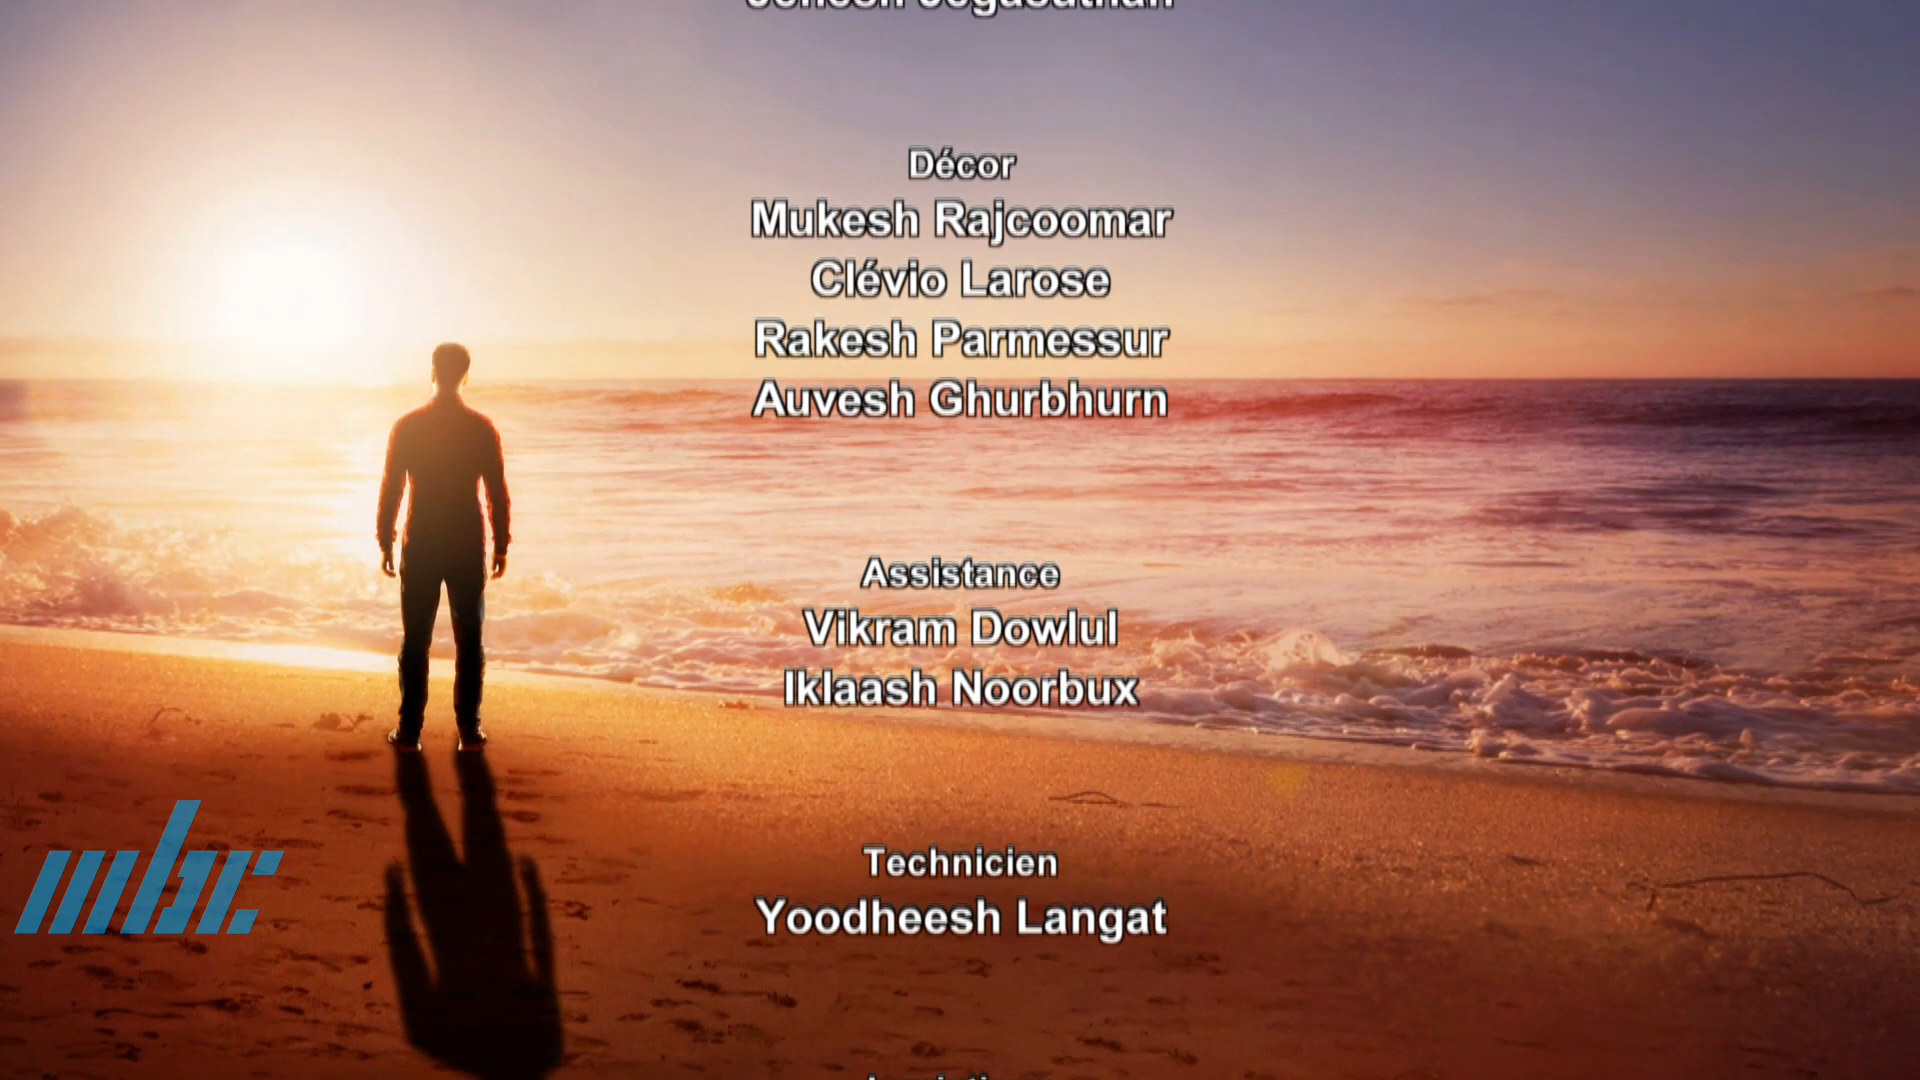 Décor
Mukesh Rajcoomar
Clévio Larose
Rakesh Parmessur
Auvesh Ghurbhurn
Assistance
Vikram Dowlul
Iklaash Noorbux
Technicien
Yoodheesh Langat
mbc